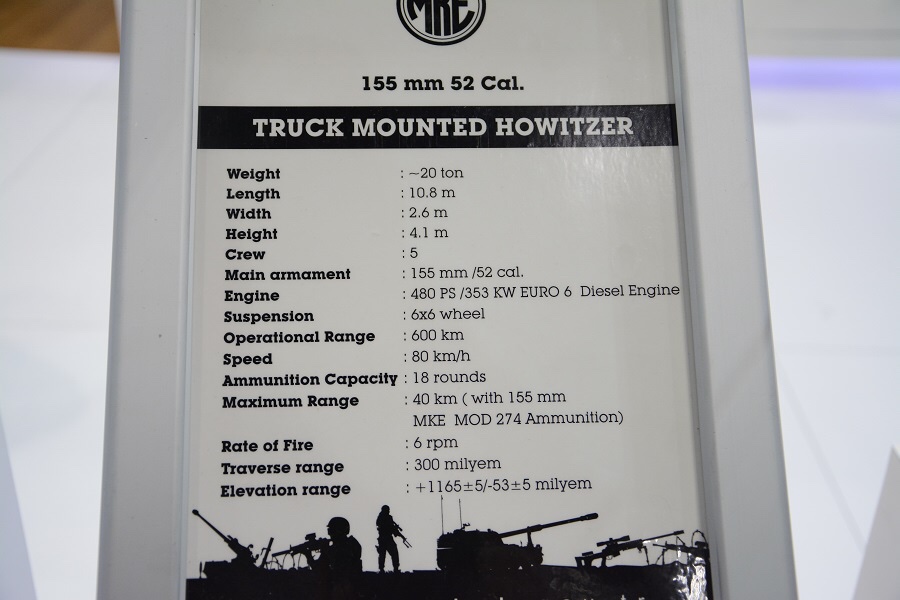 MKE
155 mm 52 Cal.
TRUCK MOUNTED HOWITZER
Weight : ~20 ton
Length : 10.8 m
Width : 2.6 m
Height : 4.1 m
Crew : 5
Main armament : 155 mm /52 cal.
Engine : 480 PS /353 KW EURO 6 Diesel Engine
Suspension : 6x6 wheel
Operational Range : 600 km
Speed : 80 km/h
Ammunition Capacity : 18 rounds
Maximum Range : 40 km ( with 155 mm
MKE MOD 274 Ammunition)
Rate of Fire : 6 rpm
Traverse range : 300 milyem
Elevation range : +1165±5/-53±5 milyem